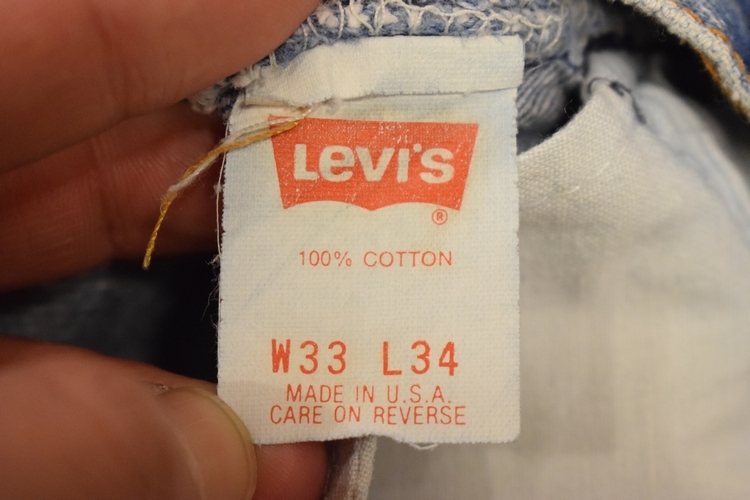 LEVI'S
®
100% COTTON
W33 L34
MADE IN U.S.A.
CARE ON REVERSE